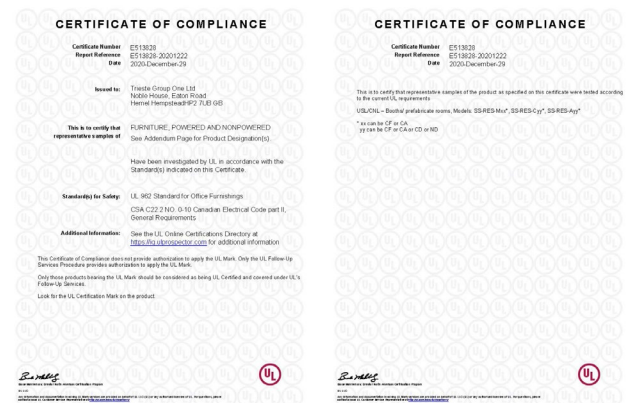 CERTIFICATE OF COMPLIANCE
Certificate Number E513828
Report Reference E513828-20201222
Date 2020-December-29
Issued to: Trieste Group One Ltd
Noble House, Eaton Road
Hemel HempsteadHP2 7UB GB
This is to certify that FURNITURE, POWERED AND NONPOWERED
representative samples of See Addendum Page for Product Designation(s).
Have been investigated by UL in accordance with the
Standard(s) indicated on this Certificate.
Standard(s) for Safety: UL 962 Standard for Office Furnishings
CSA C22.2 NO. 0-10 Canadian Electrical Code part II,
General Requirements
Additional Information: See the UL Online Certifications Directory at
https://iq.ulprospector.com for additional information
This Certificate of Compliance does not provide authorization to apply the UL Mark. Only the UL Follow-Up
Services Procedure provides authorization to apply the UL Mark.
Only those products bearing the UL Mark should be considered as being UL Certified and covered under UL's
Follow-Up Services.
Look for the UL Certification Mark on the product.
UL
CERTIFICATE OF COMPLIANCE
Certificate Number E513828
Report Reference E513828-20201222
Date 2020-December-29
This is to certify that representative samples of the product as specified on this certificate were tested according
to the current UL requirements
USL/CNL – Booths/ prefabricate rooms, Models: SS-RES-Mxx*, SS-RES-Cyy*, SS-RES-Ayy*
* xx can be CF or CA
yy can be CF or CA or CD or ND
UL